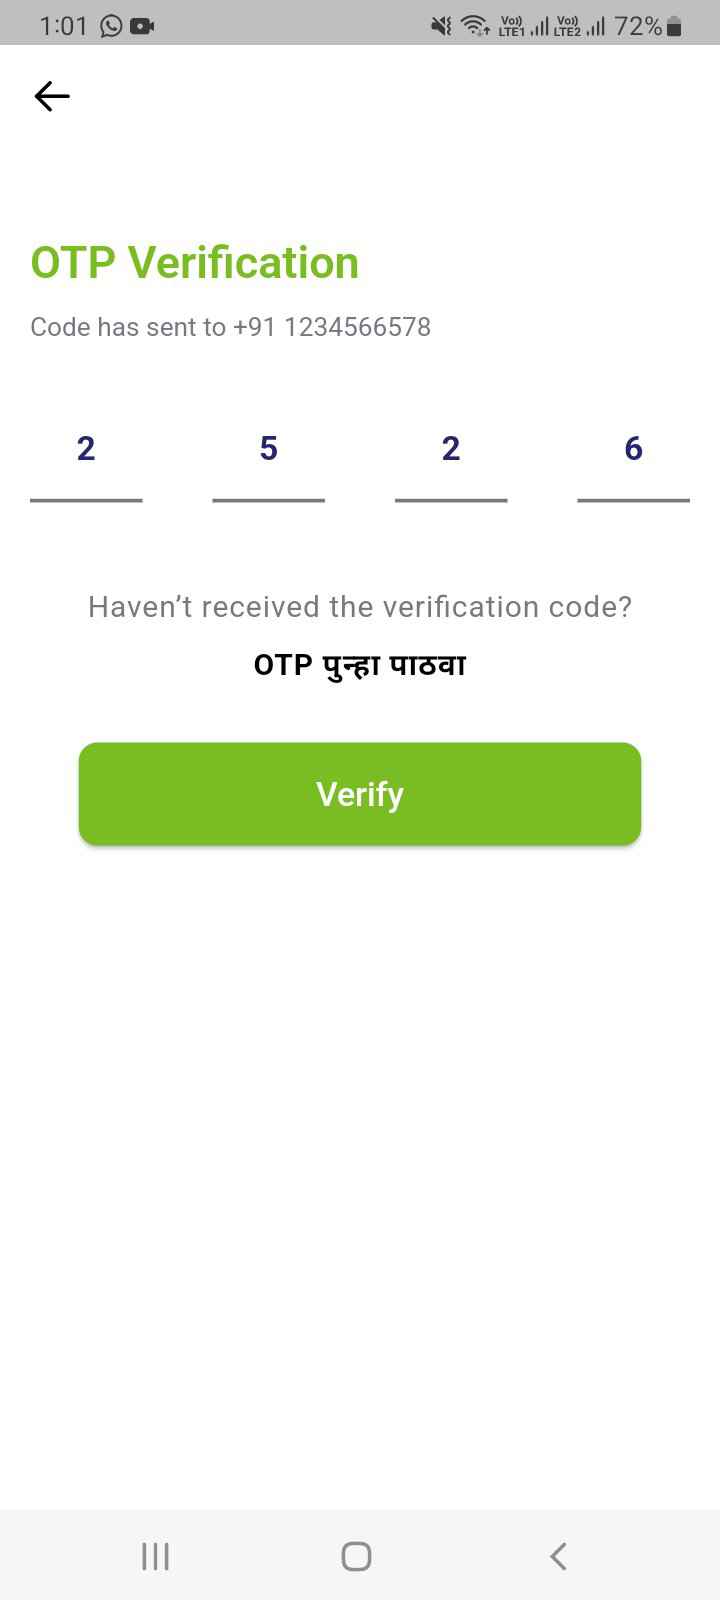 1:01
Vo)) LTE1
Vo)) LTE2
72%
OTP Verification
Code has sent to +91 1234566578
2 5 2 6
Haven’t received the verification code?
OTP पुन्हा पाठवा
Verify